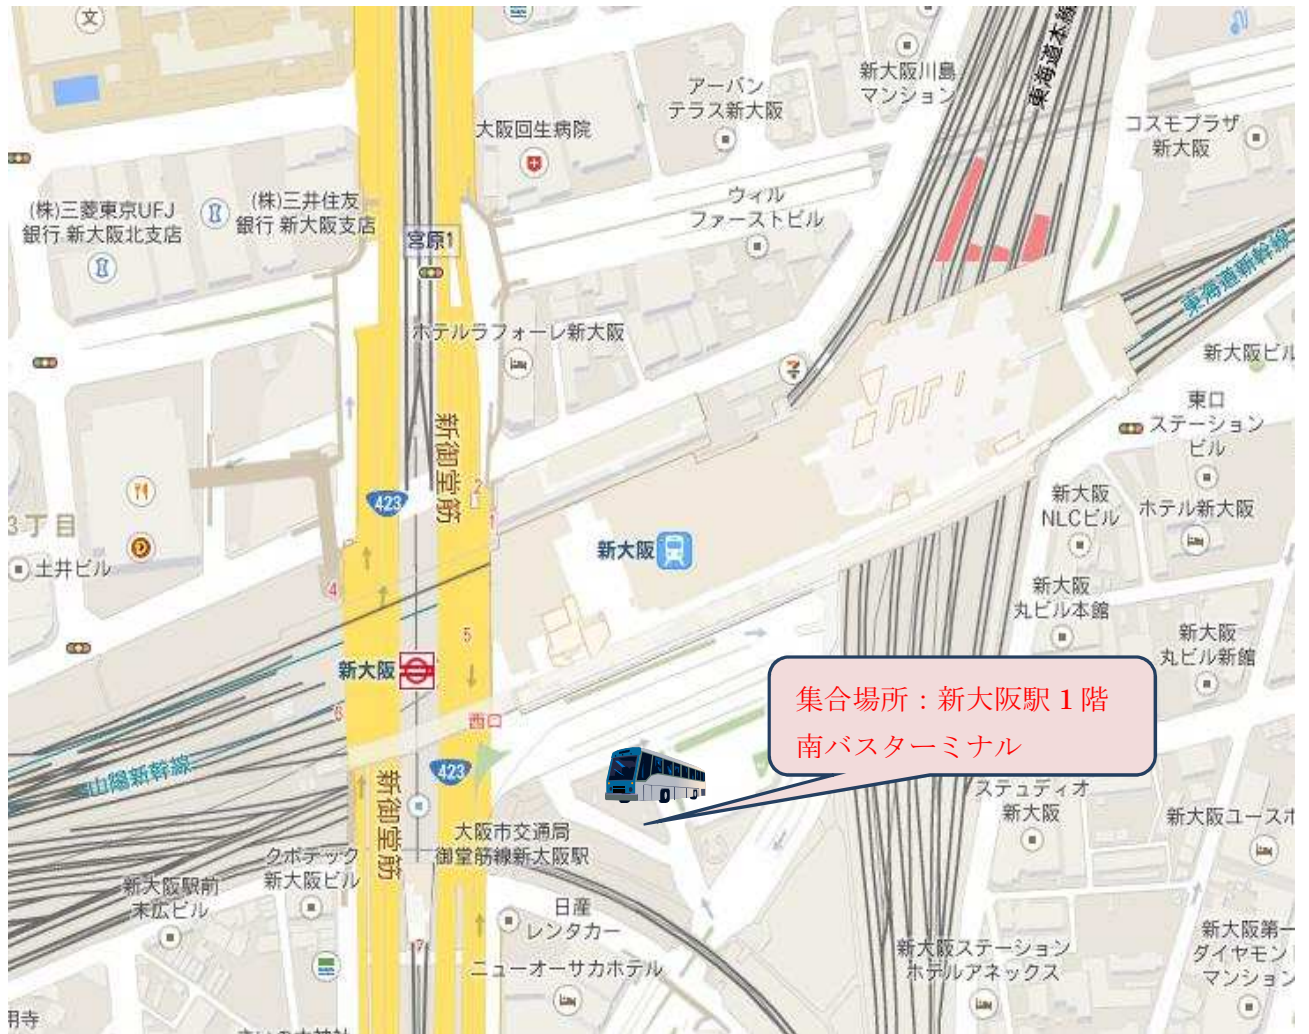 文
東海道本線
新大阪川島
マンション
アーバン
テラス新大阪
大阪回生病院
コスモプラザ
新大阪
(株)三菱東京UFJ
銀行 新大阪北支店
(株)三井住友
銀行 新大阪支店
ウィル
ファーストビル
宮原1
東海道新幹線
ホテルラフォーレ新大阪
新大阪ビル
東口
ステーション
ビル
新御堂筋
423
2
1
新大阪
NLCビル
ホテル新大阪
3丁目
土井ビル
新大阪
4
新大阪
丸ビル本館
5
新大阪
丸ビル新館
新大阪
6
西口
集合場所：新大阪駅 1 階
南バスターミナル
山陽新幹線
423
新御堂筋
ステュディオ
新大阪
新大阪ユースホ
大阪市交通局
御堂筋線新大阪駅
クボテック
新大阪ビル
新大阪駅前
末広ビル
日産
レンタカー
新大阪第一
ダイヤモンド
マンション
7
新大阪ステーション
ホテルアネックス
ニューオーサカホテル
用寺